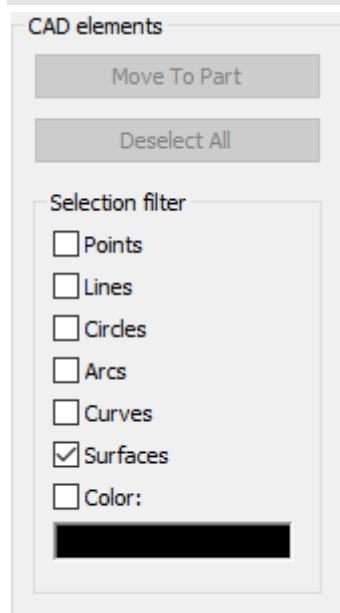 CAD elements
Move To Part
Deselect All
Selection filter
Points
Lines
Circles
Arcs
Curves
Surfaces
Color: